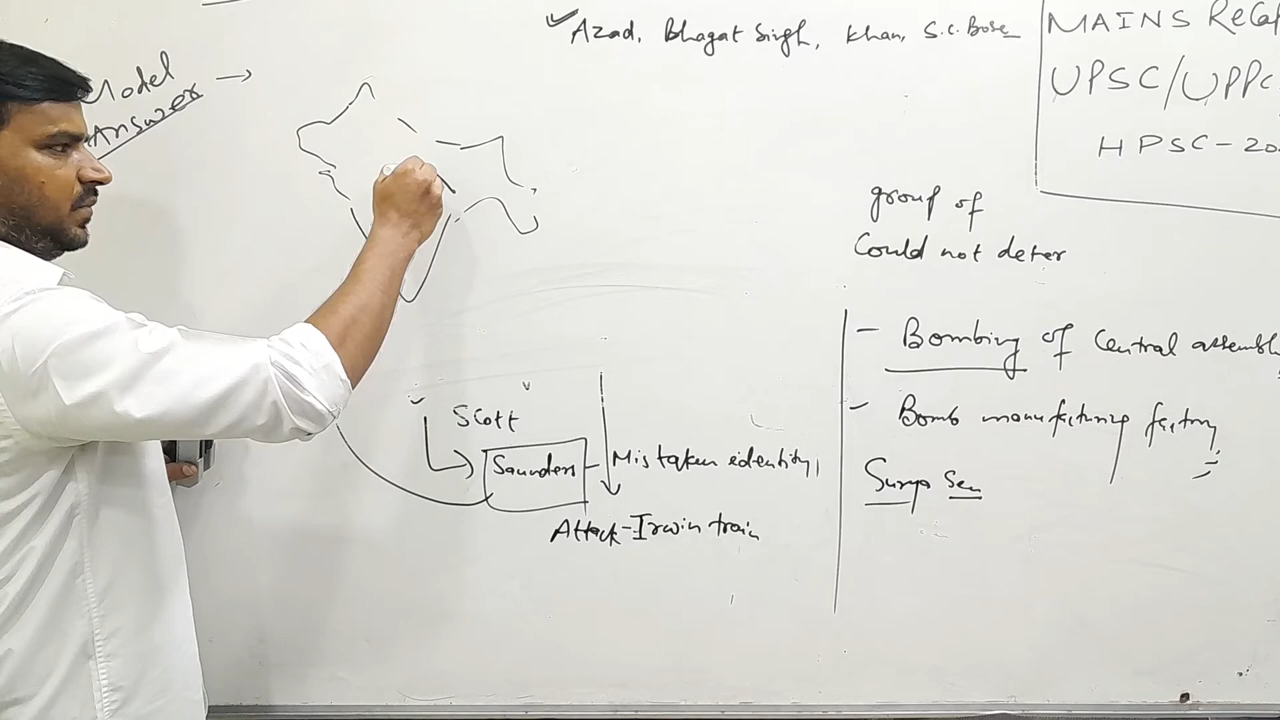 Model Answer →
✓ Azad, Bhagat Singh, Khan, S.C. Bose
MAINS
UPSC/UPPC
HPSC-20
group of
Could not deter
Scott
Saunders - Mistaken identity,
Attack-Irwin train
- Bombing of Central assembl
- Bomb manufacturing factory
Surya Sen